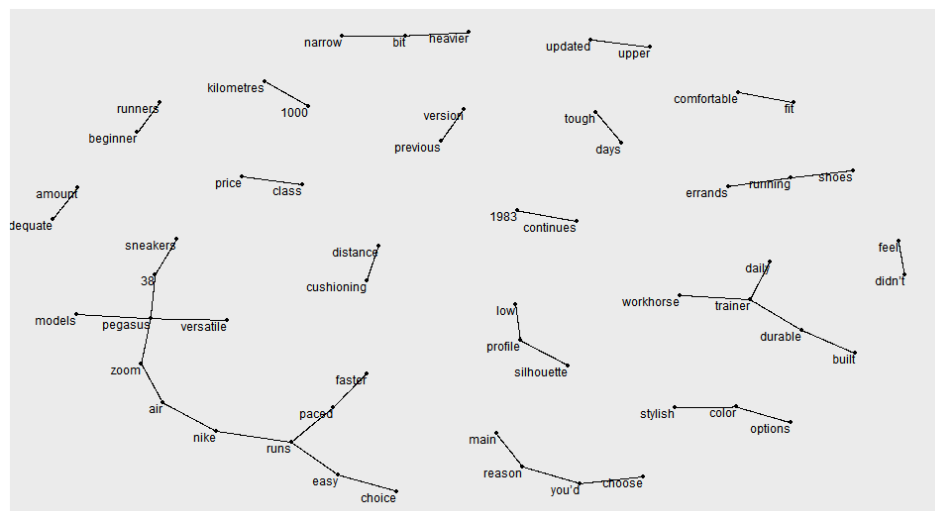 narrow bit heavier
updated upper
kilometres
1000
comfortable fit
runners
beginner
version
previous
tough
days
price class
errands running shoes
amount
dequate
1983 continues
sneakers
38
distance
cushioning
feel
didn't
daily
workhorse trainer
durable
built
models pegasus versatile
low
profile
silhouette
zoom
air
nike
runs
paced
faster
easy
choice
stylish color options
main
reason
you'd choose